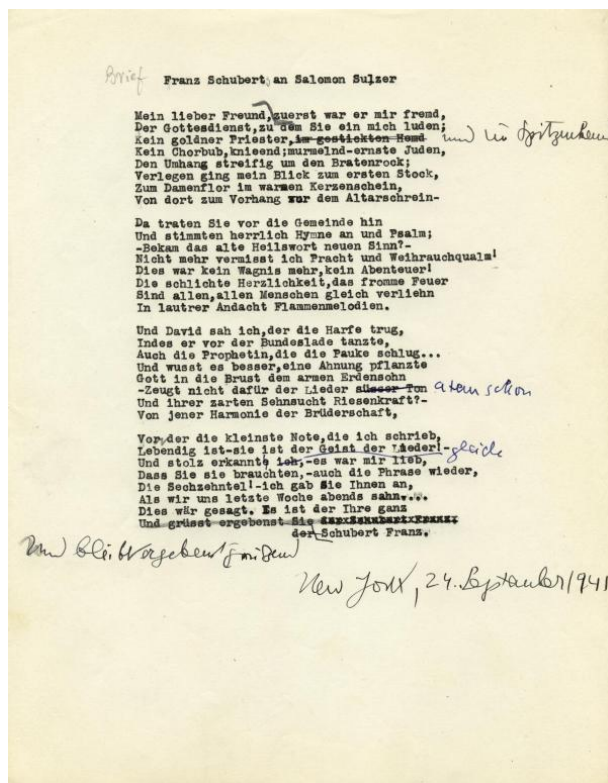 Brief Franz Schubert an Salomon Sulzer
Mein lieber Freund,zuerst war er mir fremd,
Der Gottesdienst,zu dem Sie ein mich luden;
Kein goldner Priester,im gestickten Hemd und im Spitzenhemd
Kein Chorbub,knieend;murmelnd-ernste Juden,
Den Umhang streifig um den Bratenrock;
Verlegen ging mein Blick zum ersten Stock,
Zum Damenflor im warmen Kerzenschein,
Von dort zum Vorhang vor dem Altarschrein-
Da traten Sie vor die Gemeinde hin
Und stimmten herrlich Hymne an und Psalm;
-Bekam das alte Heilswort neuen Sinn?-
Nicht mehr vermisst ich Pracht und Weihrauchqualm!
Dies war kein Wagnis mehr,kein Abenteuer!
Die schlichte Herzlichkeit,das fromme Feuer
Sind allen,allen Menschen gleich verliehn
In lautrer Andacht Flammenmelodien.
Und David sah ich,der die Harfe trug,
Indes er vor der Bundeslade tanzte,
Auch die Prophetin,die die Pauke schlug...
Und wusst es besser,eine Ahnung pflanzte
Gott in die Brust dem armen Erdensohn
-Zeugt nicht dafür der Lieder süsser Ton atem schon
Und ihrer zarten Sehnsucht Riesenkraft?-
Von jener Harmonie der Brüderschaft,
Vor der die kleinste Note,die ich schrieb,
Lebendig ist-sie ist der Geist der Lieder!-gleich
Und stolz erkannte ich,-es war mir lieb,
Dass Sie sie brauchten,-auch die Phrase wieder,
Die Sechzehntel!-ich gab Sie Ihnen an,
Als wir uns letzte Woche abends sahn....
Dies wär gesagt. Es ist der Ihre ganz
Und grüsst ergebenst Sie
der Schubert Franz.
Und bleibt ergebenst grüssend
New York, 24. September 1941